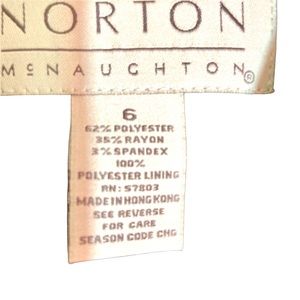 NORTON
McNAUGHTON®
6
62% POLYESTER
35% RAYON
3% SPANDEX
100%
POLYESTER LINING
RN: 57803
MADE IN HONG KONG
SEE REVERSE
FOR CARE
SEASON CODE CHG